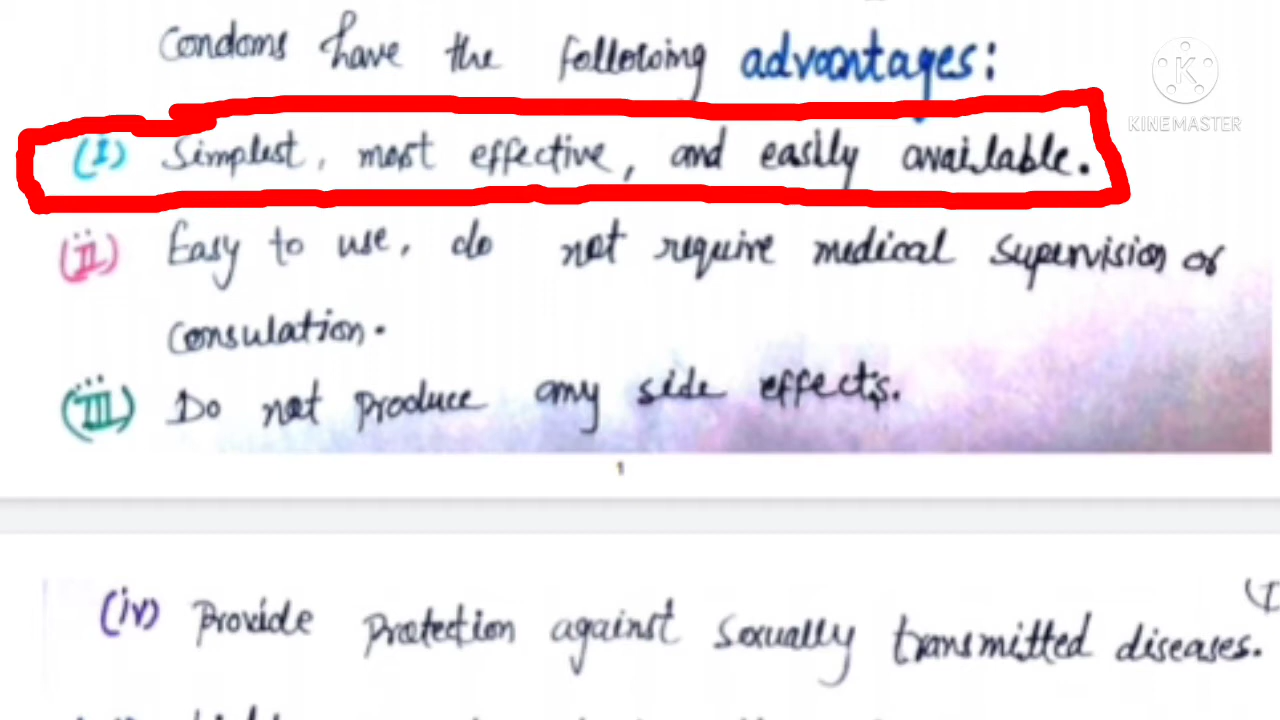 Condoms have the following advantages:
KINEMASTER
(I) Simplest, most effective, and easily available.
(II) Easy to use, do not require medical supervision or
consulation.
(III) Do not produce any side effects.
1
(iv) Provide protection against sexually transmitted diseases.